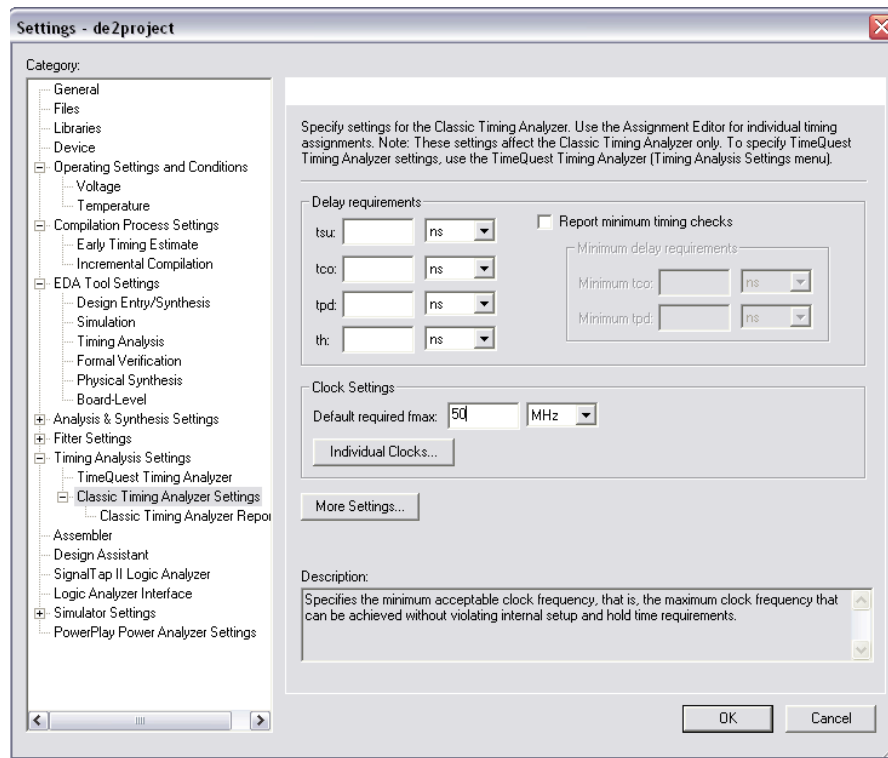 Settings - de2project
Category:
General
Files
Libraries
Device
Operating Settings and Conditions
Voltage
Temperature
Compilation Process Settings
Early Timing Estimate
Incremental Compilation
EDA Tool Settings
Design Entry/Synthesis
Simulation
Timing Analysis
Formal Verification
Physical Synthesis
Board-Level
Analysis & Synthesis Settings
Fitter Settings
Timing Analysis Settings
TimeQuest Timing Analyzer
Classic Timing Analyzer Settings
Classic Timing Analyzer Repor
Assembler
Design Assistant
SignalTap II Logic Analyzer
Logic Analyzer Interface
Simulator Settings
PowerPlay Power Analyzer Settings
Specify settings for the Classic Timing Analyzer. Use the Assignment Editor for individual timing
assignments. Note: These settings affect the Classic Timing Analyzer only. To specify TimeQuest
Timing Analyzer settings, use the TimeQuest Timing Analyzer (Timing Analysis Settings menu).
Delay requirements
tsu: ns
tco: ns
tpd: ns
th: ns
Report minimum timing checks
Minimum delay requirements
Minimum tco: ns
Minimum tpd: ns
Clock Settings
Default required fmax: 50 MHz
Individual Clocks...
More Settings...
Description:
Specifies the minimum acceptable clock frequency, that is, the maximum clock frequency that
can be achieved without violating internal setup and hold time requirements.
OK Cancel